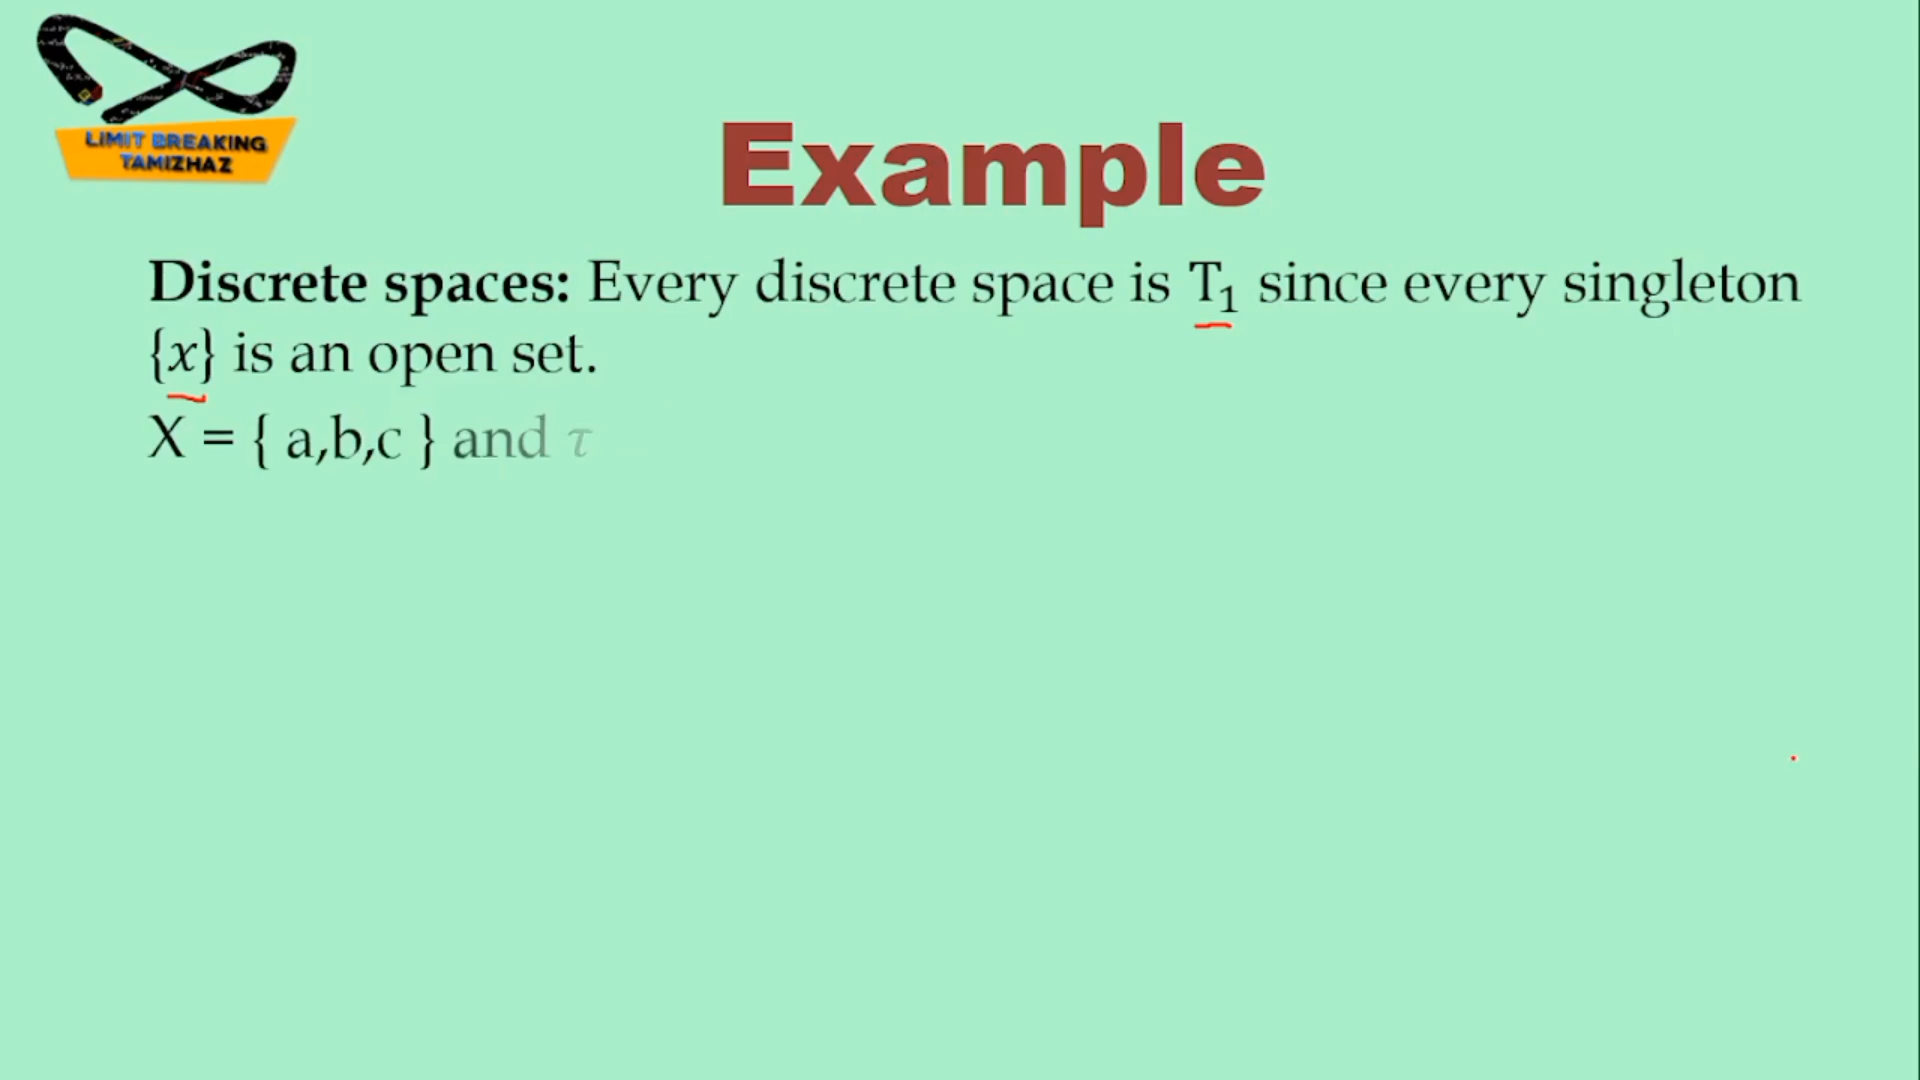 LIMIT BREAKING
TAMIZHAZ
Example
Discrete spaces: Every discrete space is T₁ since every singleton
{x} is an open set.
X = { a,b,c } and τ